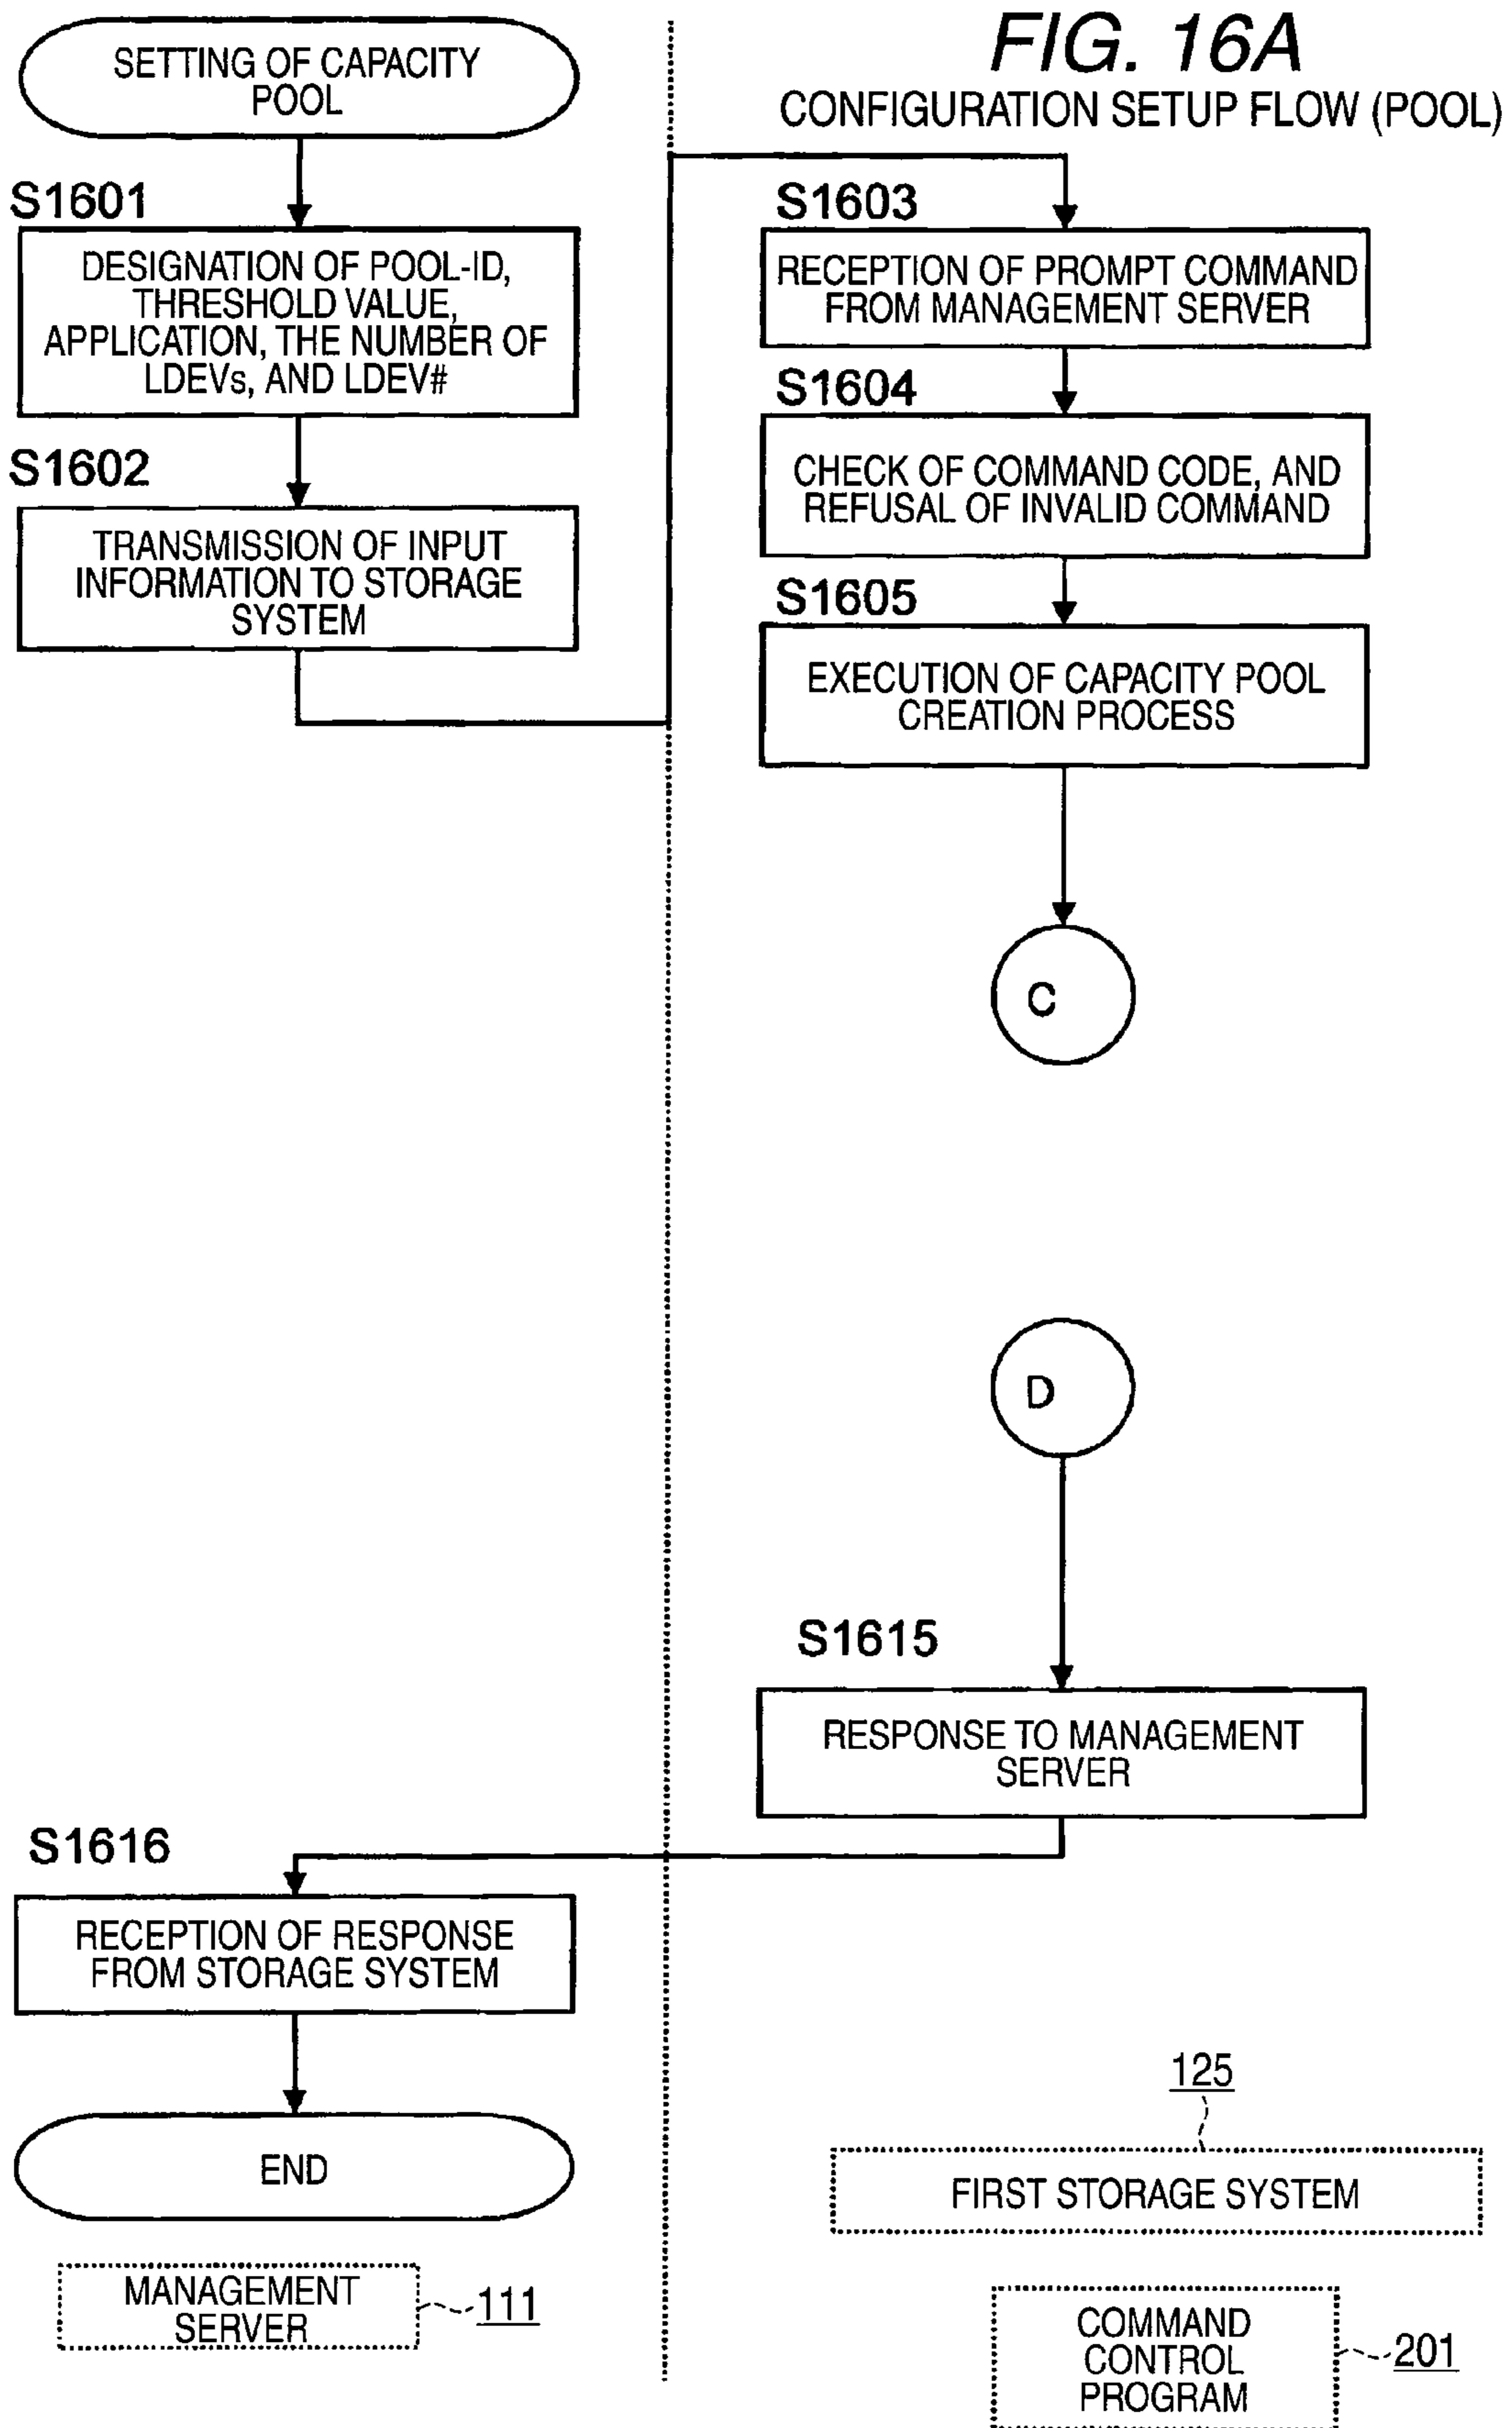 FIG. 16A
CONFIGURATION SETUP FLOW (POOL)
SETTING OF CAPACITY
POOL
S1601
DESIGNATION OF POOL-ID,
THRESHOLD VALUE,
APPLICATION, THE NUMBER OF
LDEVs, AND LDEV#
S1602
TRANSMISSION OF INPUT
INFORMATION TO STORAGE
SYSTEM
S1603
RECEPTION OF PROMPT COMMAND
FROM MANAGEMENT SERVER
S1604
CHECK OF COMMAND CODE, AND
REFUSAL OF INVALID COMMAND
S1605
EXECUTION OF CAPACITY POOL
CREATION PROCESS
C
D
S1615
RESPONSE TO MANAGEMENT
SERVER
S1616
RECEPTION OF RESPONSE
FROM STORAGE SYSTEM
END
MANAGEMENT
SERVER
111
125
FIRST STORAGE SYSTEM
COMMAND
CONTROL
PROGRAM
201